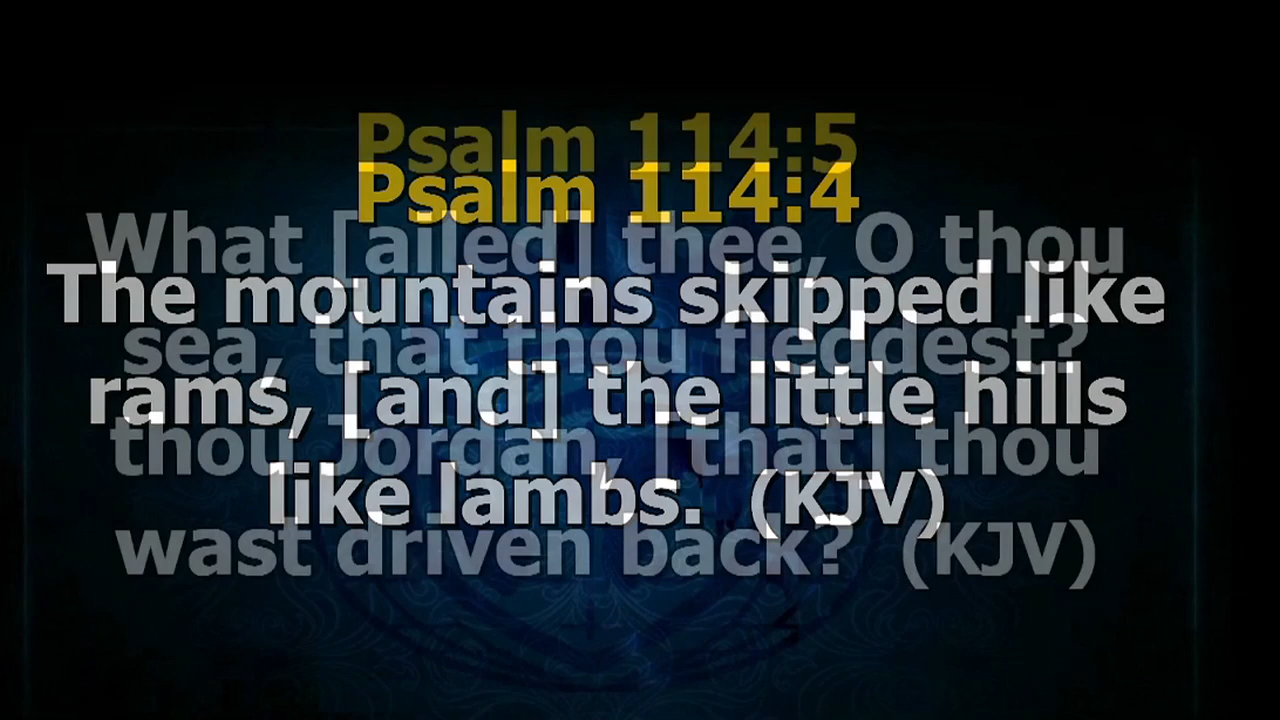 Psalm 114:5
Psalm 114:4
What [ailed] thee, O thou
The mountains skipped like
sea, that thou fleddest?
rams, [and] the little hills
thou Jordan, [that] thou
like lambs. (KJV)
wast driven back? (KJV)